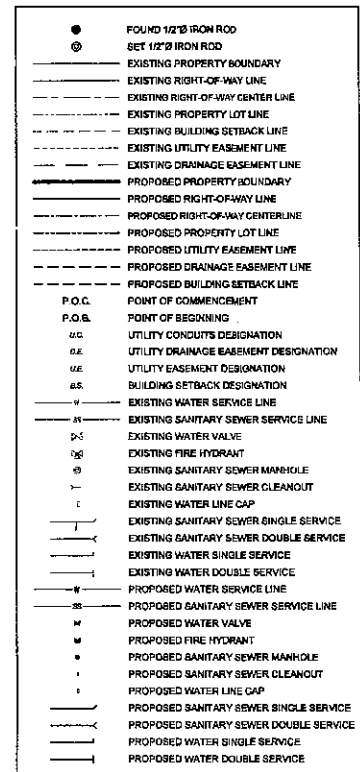 FOUND 1/2"Ø IRON ROD
SET 1/2"Ø IRON ROD
EXISTING PROPERTY BOUNDARY
EXISTING RIGHT-OF-WAY LINE
EXISTING RIGHT-OF-WAY CENTER LINE
EXISTING PROPERTY LOT LINE
EXISTING BUILDING SETBACK LINE
EXISTING UTILITY EASEMENT LINE
EXISTING DRAINAGE EASEMENT LINE
PROPOSED PROPERTY BOUNDARY
PROPOSED RIGHT-OF-WAY LINE
PROPOSED RIGHT-OF-WAY CENTERLINE
PROPOSED PROPERTY LOT LINE
PROPOSED UTILITY EASEMENT LINE
PROPOSED DRAINAGE EASEMENT LINE
PROPOSED BUILDING SETBACK LINE
P.O.C. POINT OF COMMENCEMENT
P.O.B. POINT OF BEGINNING
U.C. UTILITY CONDUITS DESIGNATION
D.E. UTILITY DRAINAGE EASEMENT DESIGNATION
U.E. UTILITY EASEMENT DESIGNATION
B.S. BUILDING SETBACK DESIGNATION
W EXISTING WATER SERVICE LINE
SS EXISTING SANITARY SEWER SERVICE LINE
EXISTING WATER VALVE
EXISTING FIRE HYDRANT
EXISTING SANITARY SEWER MANHOLE
EXISTING SANITARY SEWER CLEANOUT
EXISTING WATER LINE CAP
EXISTING SANITARY SEWER SINGLE SERVICE
EXISTING SANITARY SEWER DOUBLE SERVICE
EXISTING WATER SINGLE SERVICE
EXISTING WATER DOUBLE SERVICE
W PROPOSED WATER SERVICE LINE
SS PROPOSED SANITARY SEWER SERVICE LINE
PROPOSED WATER VALVE
PROPOSED FIRE HYDRANT
PROPOSED SANITARY SEWER MANHOLE
PROPOSED SANITARY SEWER CLEANOUT
PROPOSED WATER LINE CAP
PROPOSED SANITARY SEWER SINGLE SERVICE
PROPOSED SANITARY SEWER DOUBLE SERVICE
PROPOSED WATER SINGLE SERVICE
PROPOSED WATER DOUBLE SERVICE